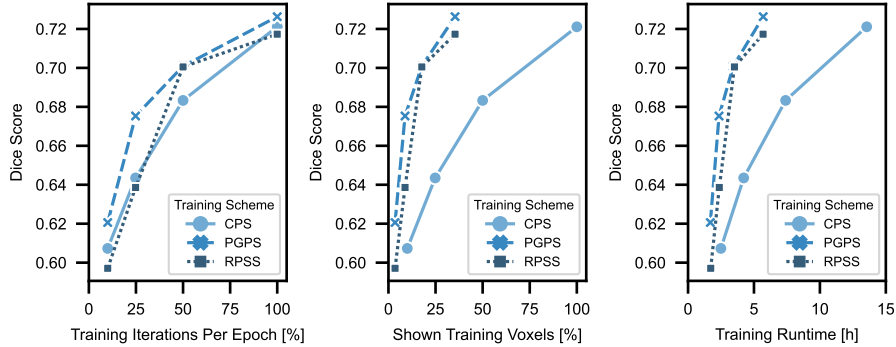 Dice Score
0.72
0.70
0.68
0.66
0.64
0.62
0.60
Training Scheme
CPS
PGPS
RPSS
0 25 50 75 100
Training Iterations Per Epoch [%]
Dice Score
0.72
0.70
0.68
0.66
0.64
0.62
0.60
Training Scheme
CPS
PGPS
RPSS
0 25 50 75 100
Shown Training Voxels [%]
Dice Score
0.72
0.70
0.68
0.66
0.64
0.62
0.60
Training Scheme
CPS
PGPS
RPSS
0 5 10 15
Training Runtime [h]